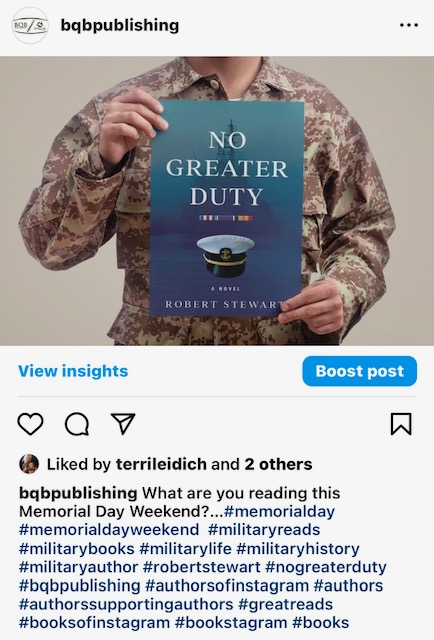 BQB
bqbpublishing
NO
GREATER
DUTY
A NOVEL
ROBERT STEWART
View insights
Boost post
Liked by terrileidich and 2 others
bqbpublishing What are you reading this
Memorial Day Weekend?...#memorialday
#memorialdayweekend #militaryreads
#militarybooks #militarylife #militaryhistory
#militaryauthor #robertstewart #nogreaterduty
#bqbpublishing #authorsofinstagram #authors
#authorssupportingauthors #greatreads
#booksofinstagram #bookstagram #books